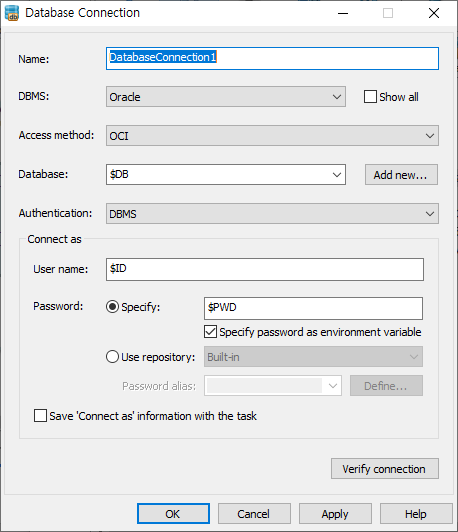 Database Connection
Name: DatabaseConnection1
DBMS: Oracle Show all
Access method: OCI
Database: $DB Add new...
Authentication: DBMS
Connect as
User name: $ID
Password: Specify: $PWD
Specify password as environment variable
Use repository: Built-in
Password alias: Define...
Save 'Connect as' information with the task
Verify connection
OK Cancel Apply Help